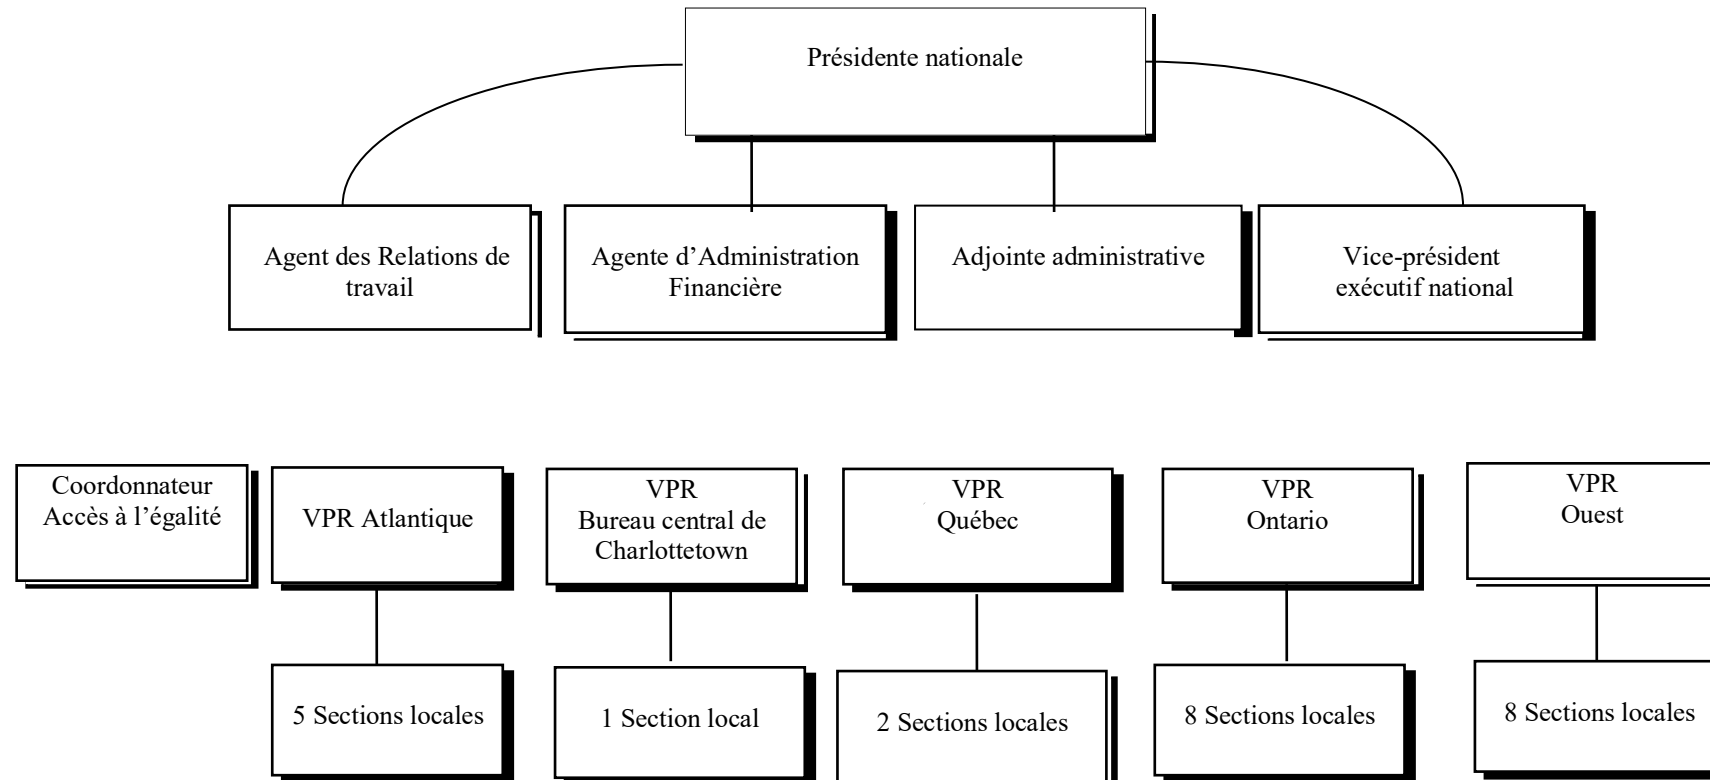 Présidente nationale
Agent des Relations de
travail
Agente d’Administration
Financière
Adjointe administrative
Vice-président
exécutif national
Coordonnateur
Accès à l’égalité
VPR Atlantique
VPR
Bureau central de
Charlottetown
VPR
Québec
VPR
Ontario
VPR
Ouest
5 Sections locales
1 Section local
2 Sections locales
8 Sections locales
8 Sections locales